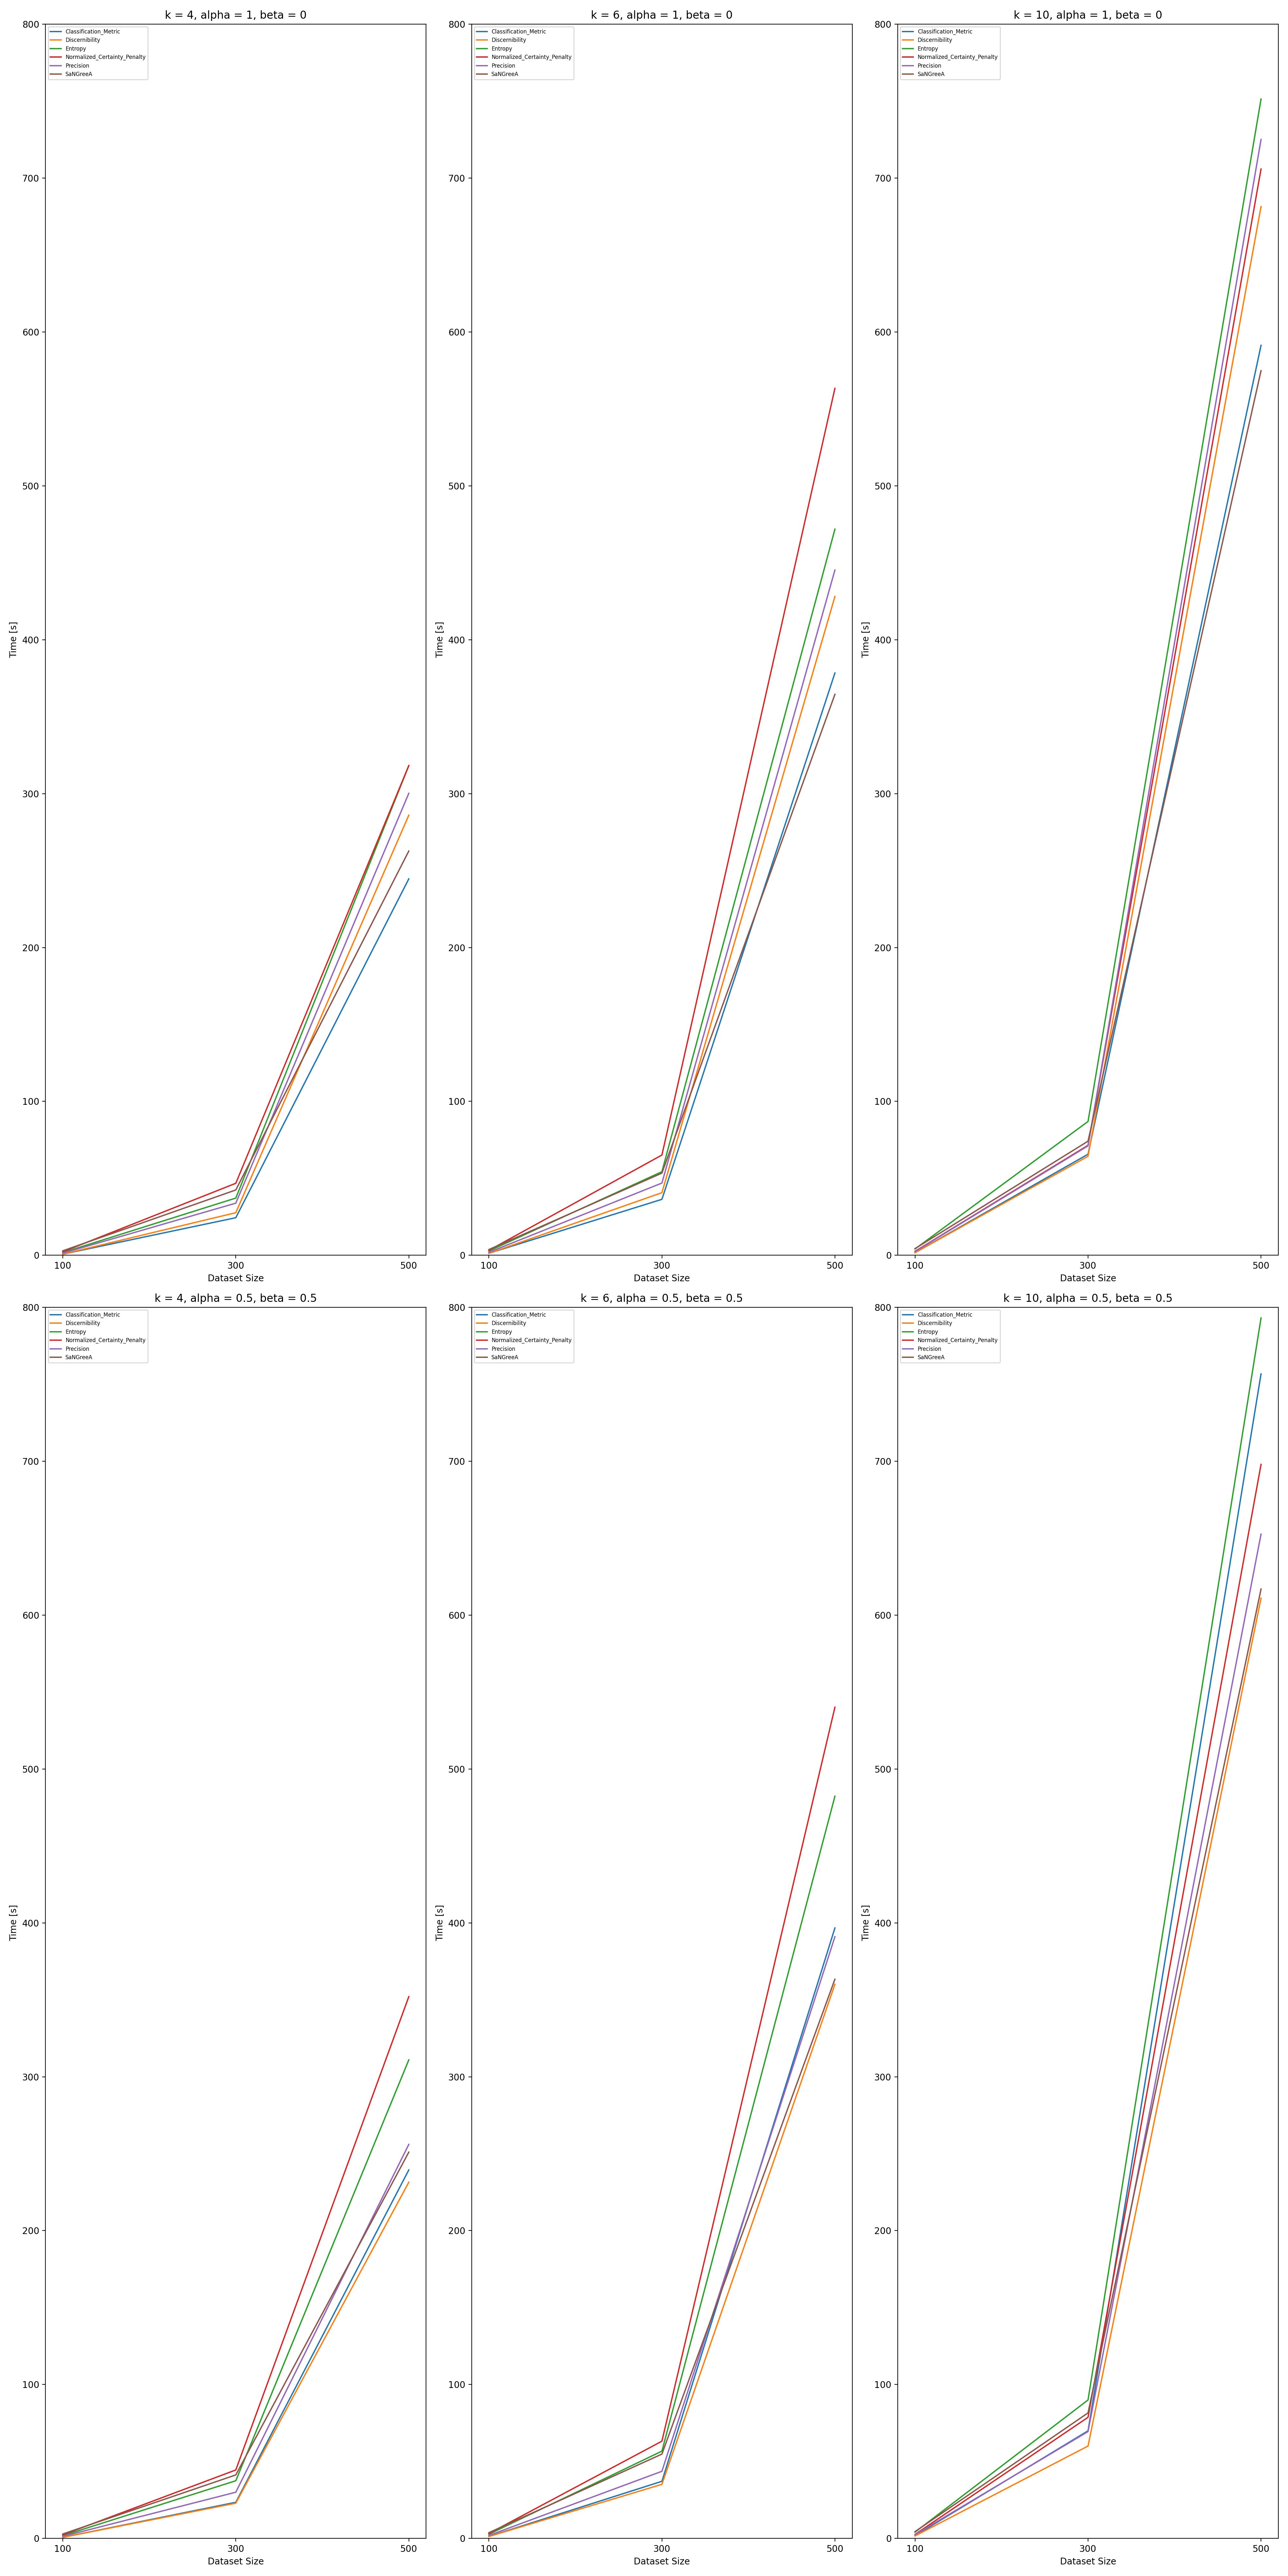 k = 4, alpha = 1, beta = 0
Classification_Metric
Discernibility
Entropy
Normalized_Certainty_Penalty
Precision
SaNGreeA
800
700
600
500
400
300
200
100
0
Time [s]
100 300 500
Dataset Size
k = 6, alpha = 1, beta = 0
Classification_Metric
Discernibility
Entropy
Normalized_Certainty_Penalty
Precision
SaNGreeA
800
700
600
500
400
300
200
100
0
Time [s]
100 300 500
Dataset Size
k = 10, alpha = 1, beta = 0
Classification_Metric
Discernibility
Entropy
Normalized_Certainty_Penalty
Precision
SaNGreeA
800
700
600
500
400
300
200
100
0
Time [s]
100 300 500
Dataset Size
k = 4, alpha = 0.5, beta = 0.5
Classification_Metric
Discernibility
Entropy
Normalized_Certainty_Penalty
Precision
SaNGreeA
800
700
600
500
400
300
200
100
0
Time [s]
100 300 500
Dataset Size
k = 6, alpha = 0.5, beta = 0.5
Classification_Metric
Discernibility
Entropy
Normalized_Certainty_Penalty
Precision
SaNGreeA
800
700
600
500
400
300
200
100
0
Time [s]
100 300 500
Dataset Size
k = 10, alpha = 0.5, beta = 0.5
Classification_Metric
Discernibility
Entropy
Normalized_Certainty_Penalty
Precision
SaNGreeA
800
700
600
500
400
300
200
100
0
Time [s]
100 300 500
Dataset Size